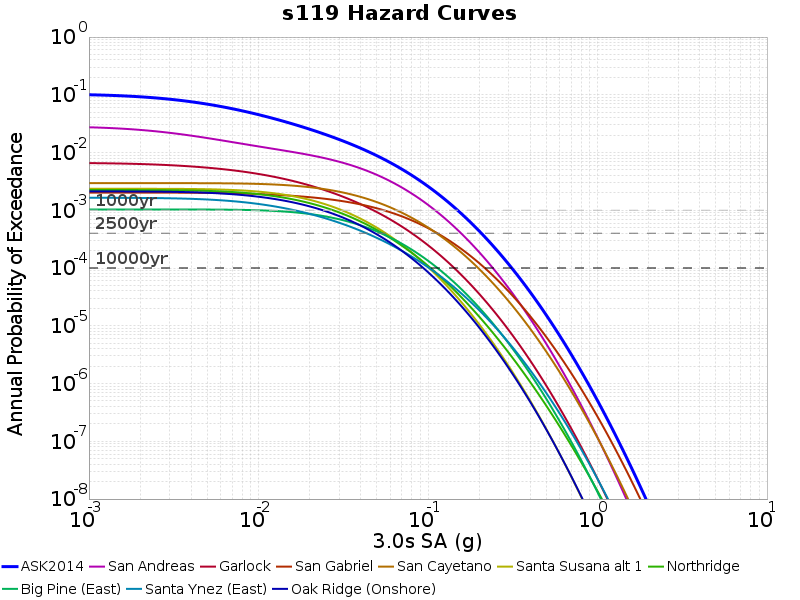 s119 Hazard Curves
Annual Probability of Exceedance
10^0
10^-1
10^-2
10^-3
10^-4
10^-5
10^-6
10^-7
10^-8
1000yr
2500yr
10000yr
10^-3 10^-2 10^-1 10^0 10^1
3.0s SA (g)
ASK2014 San Andreas Garlock San Gabriel San Cayetano Santa Susana alt 1 Northridge
Big Pine (East) Santa Ynez (East) Oak Ridge (Onshore)